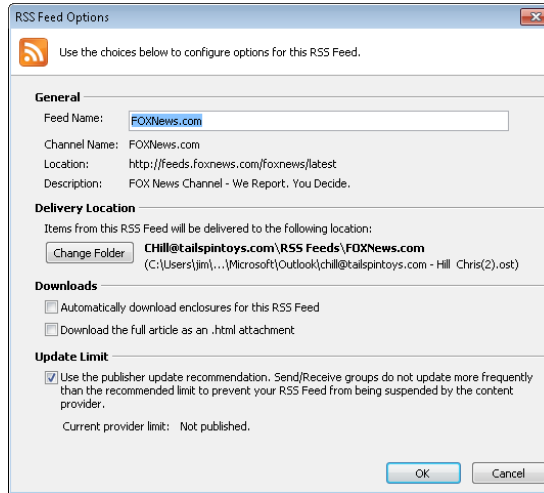 RSS Feed Options
Use the choices below to configure options for this RSS Feed.
General
Feed Name: FOXNews.com
Channel Name: FOXNews.com
Location: http://feeds.foxnews.com/foxnews/latest
Description: FOX News Channel - We Report. You Decide.
Delivery Location
Items from this RSS Feed will be delivered to the following location:
Change Folder CHill@tailspintoys.com\RSS Feeds\FOXNews.com
(C:\Users\jim\...\Microsoft\Outlook\chill@tailspintoys.com - Hill Chris(2).ost)
Downloads
Automatically download enclosures for this RSS Feed
Download the full article as an .html attachment
Update Limit
Use the publisher update recommendation. Send/Receive groups do not update more frequently
than the recommended limit to prevent your RSS Feed from being suspended by the content
provider.
Current provider limit: Not published.
OK Cancel